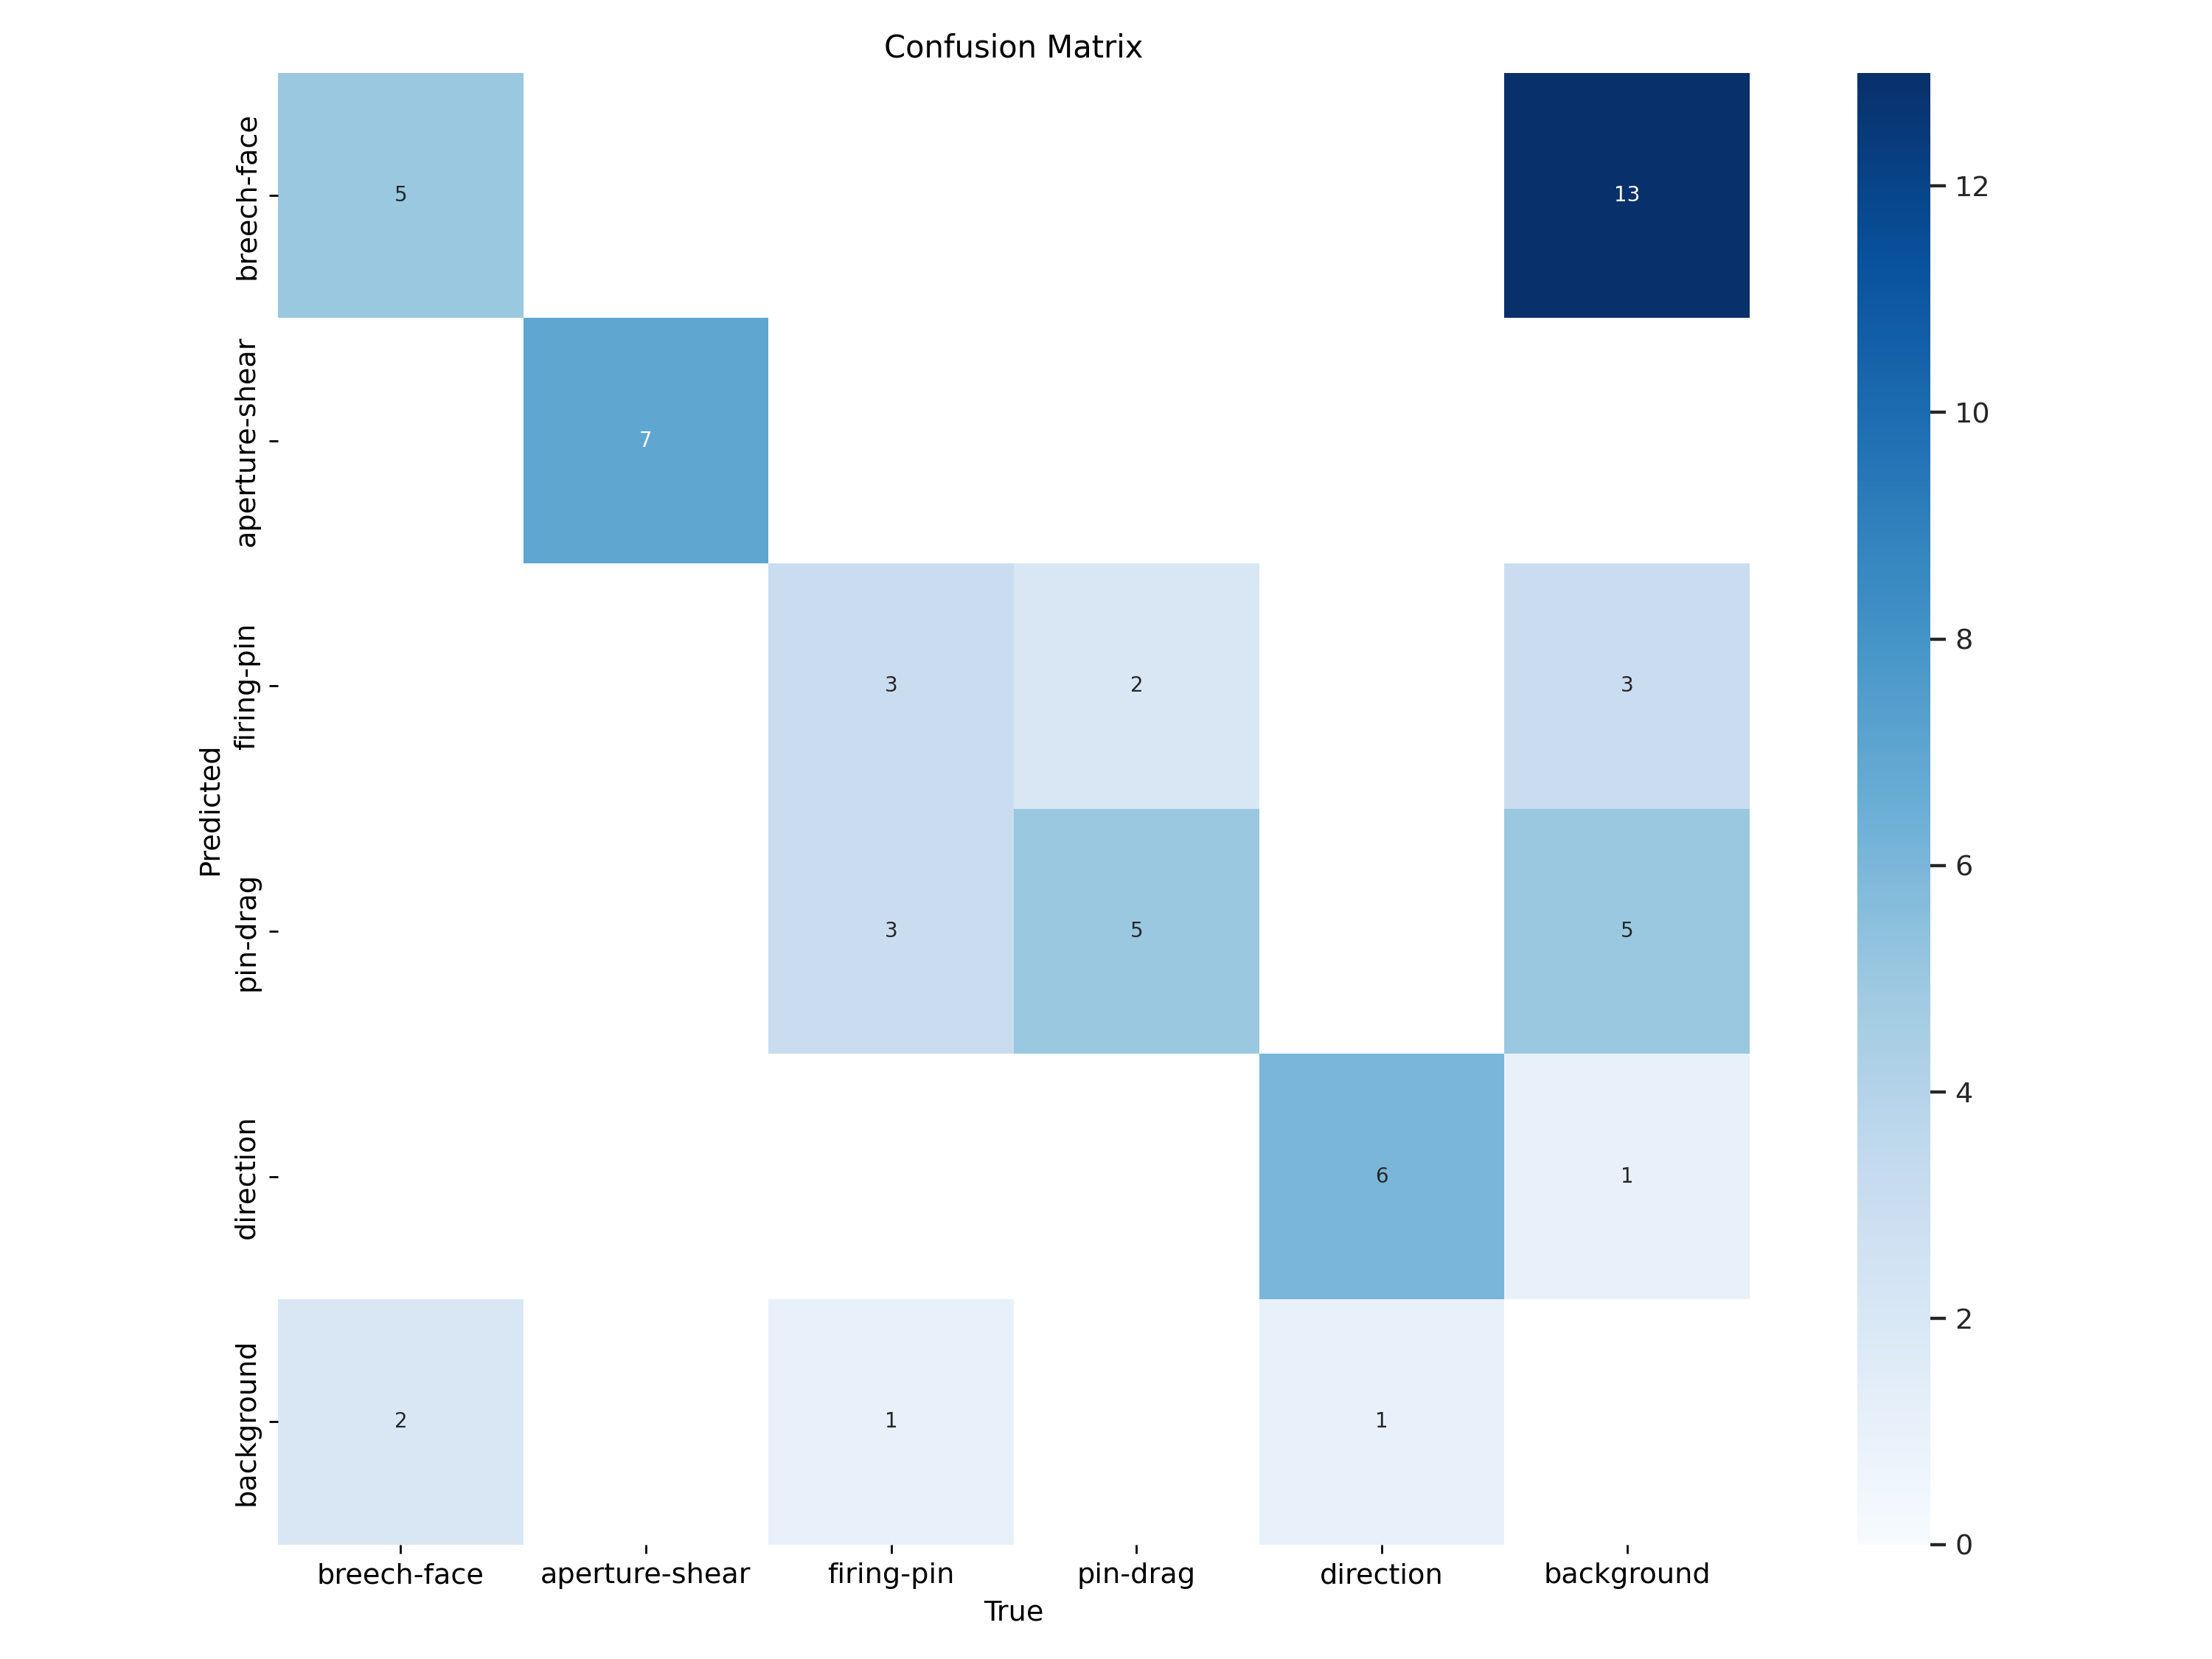 Confusion Matrix
breech-face
5
13
12
aperture-shear
7
10
firing-pin
3
2
3
8
Predicted
pin-drag
3
5
5
6
direction
6
1
4
background
2
1
1
2
0
breech-face aperture-shear firing-pin pin-drag direction background
True